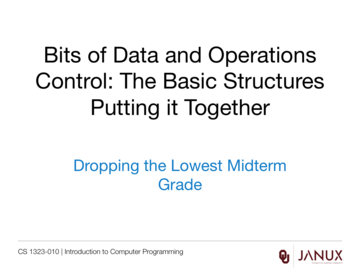 Bits of Data and Operations
Control: The Basic Structures
Putting it Together
Dropping the Lowest Midterm
Grade
CS 1323-010 | Introduction to Computer Programming
OU JANUX